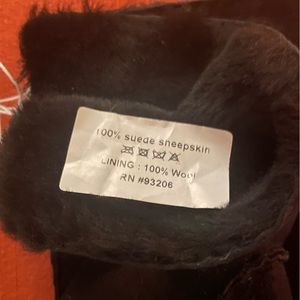 100% suede sheepskin
LINING : 100% Wool
RN #93206